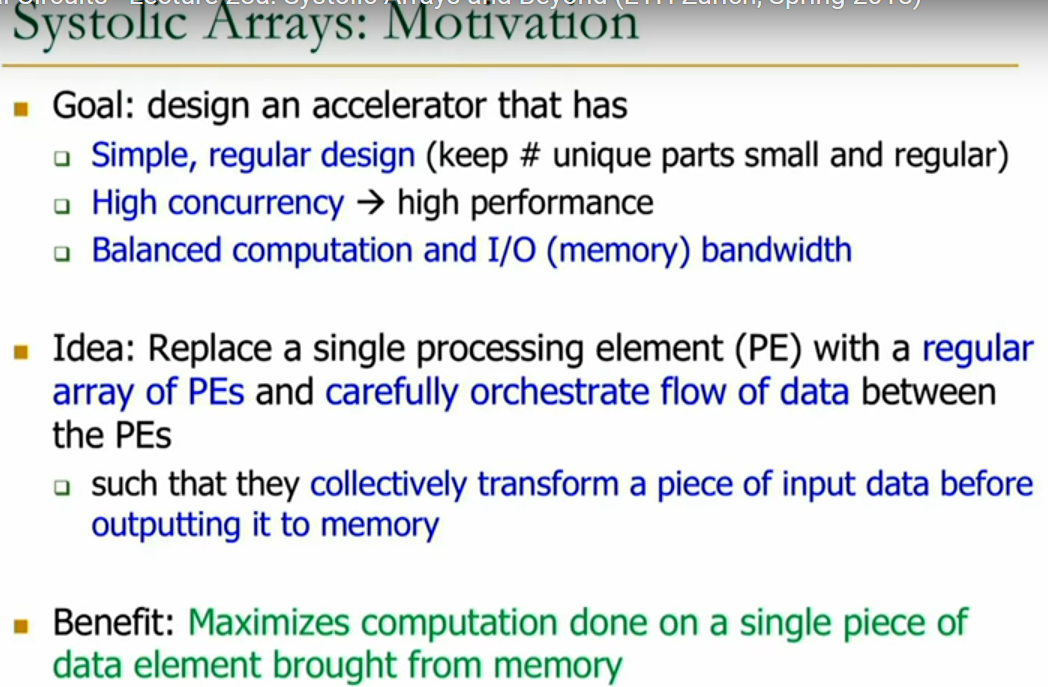 Lecture 23a: Systolic Arrays and Beyond (ETH Zürich, Spring 2018)
Systolic Arrays: Motivation
Goal: design an accelerator that has
Simple, regular design (keep # unique parts small and regular)
High concurrency → high performance
Balanced computation and I/O (memory) bandwidth
Idea: Replace a single processing element (PE) with a regular
array of PEs and carefully orchestrate flow of data between
the PEs
such that they collectively transform a piece of input data before
outputting it to memory
Benefit: Maximizes computation done on a single piece of
data element brought from memory